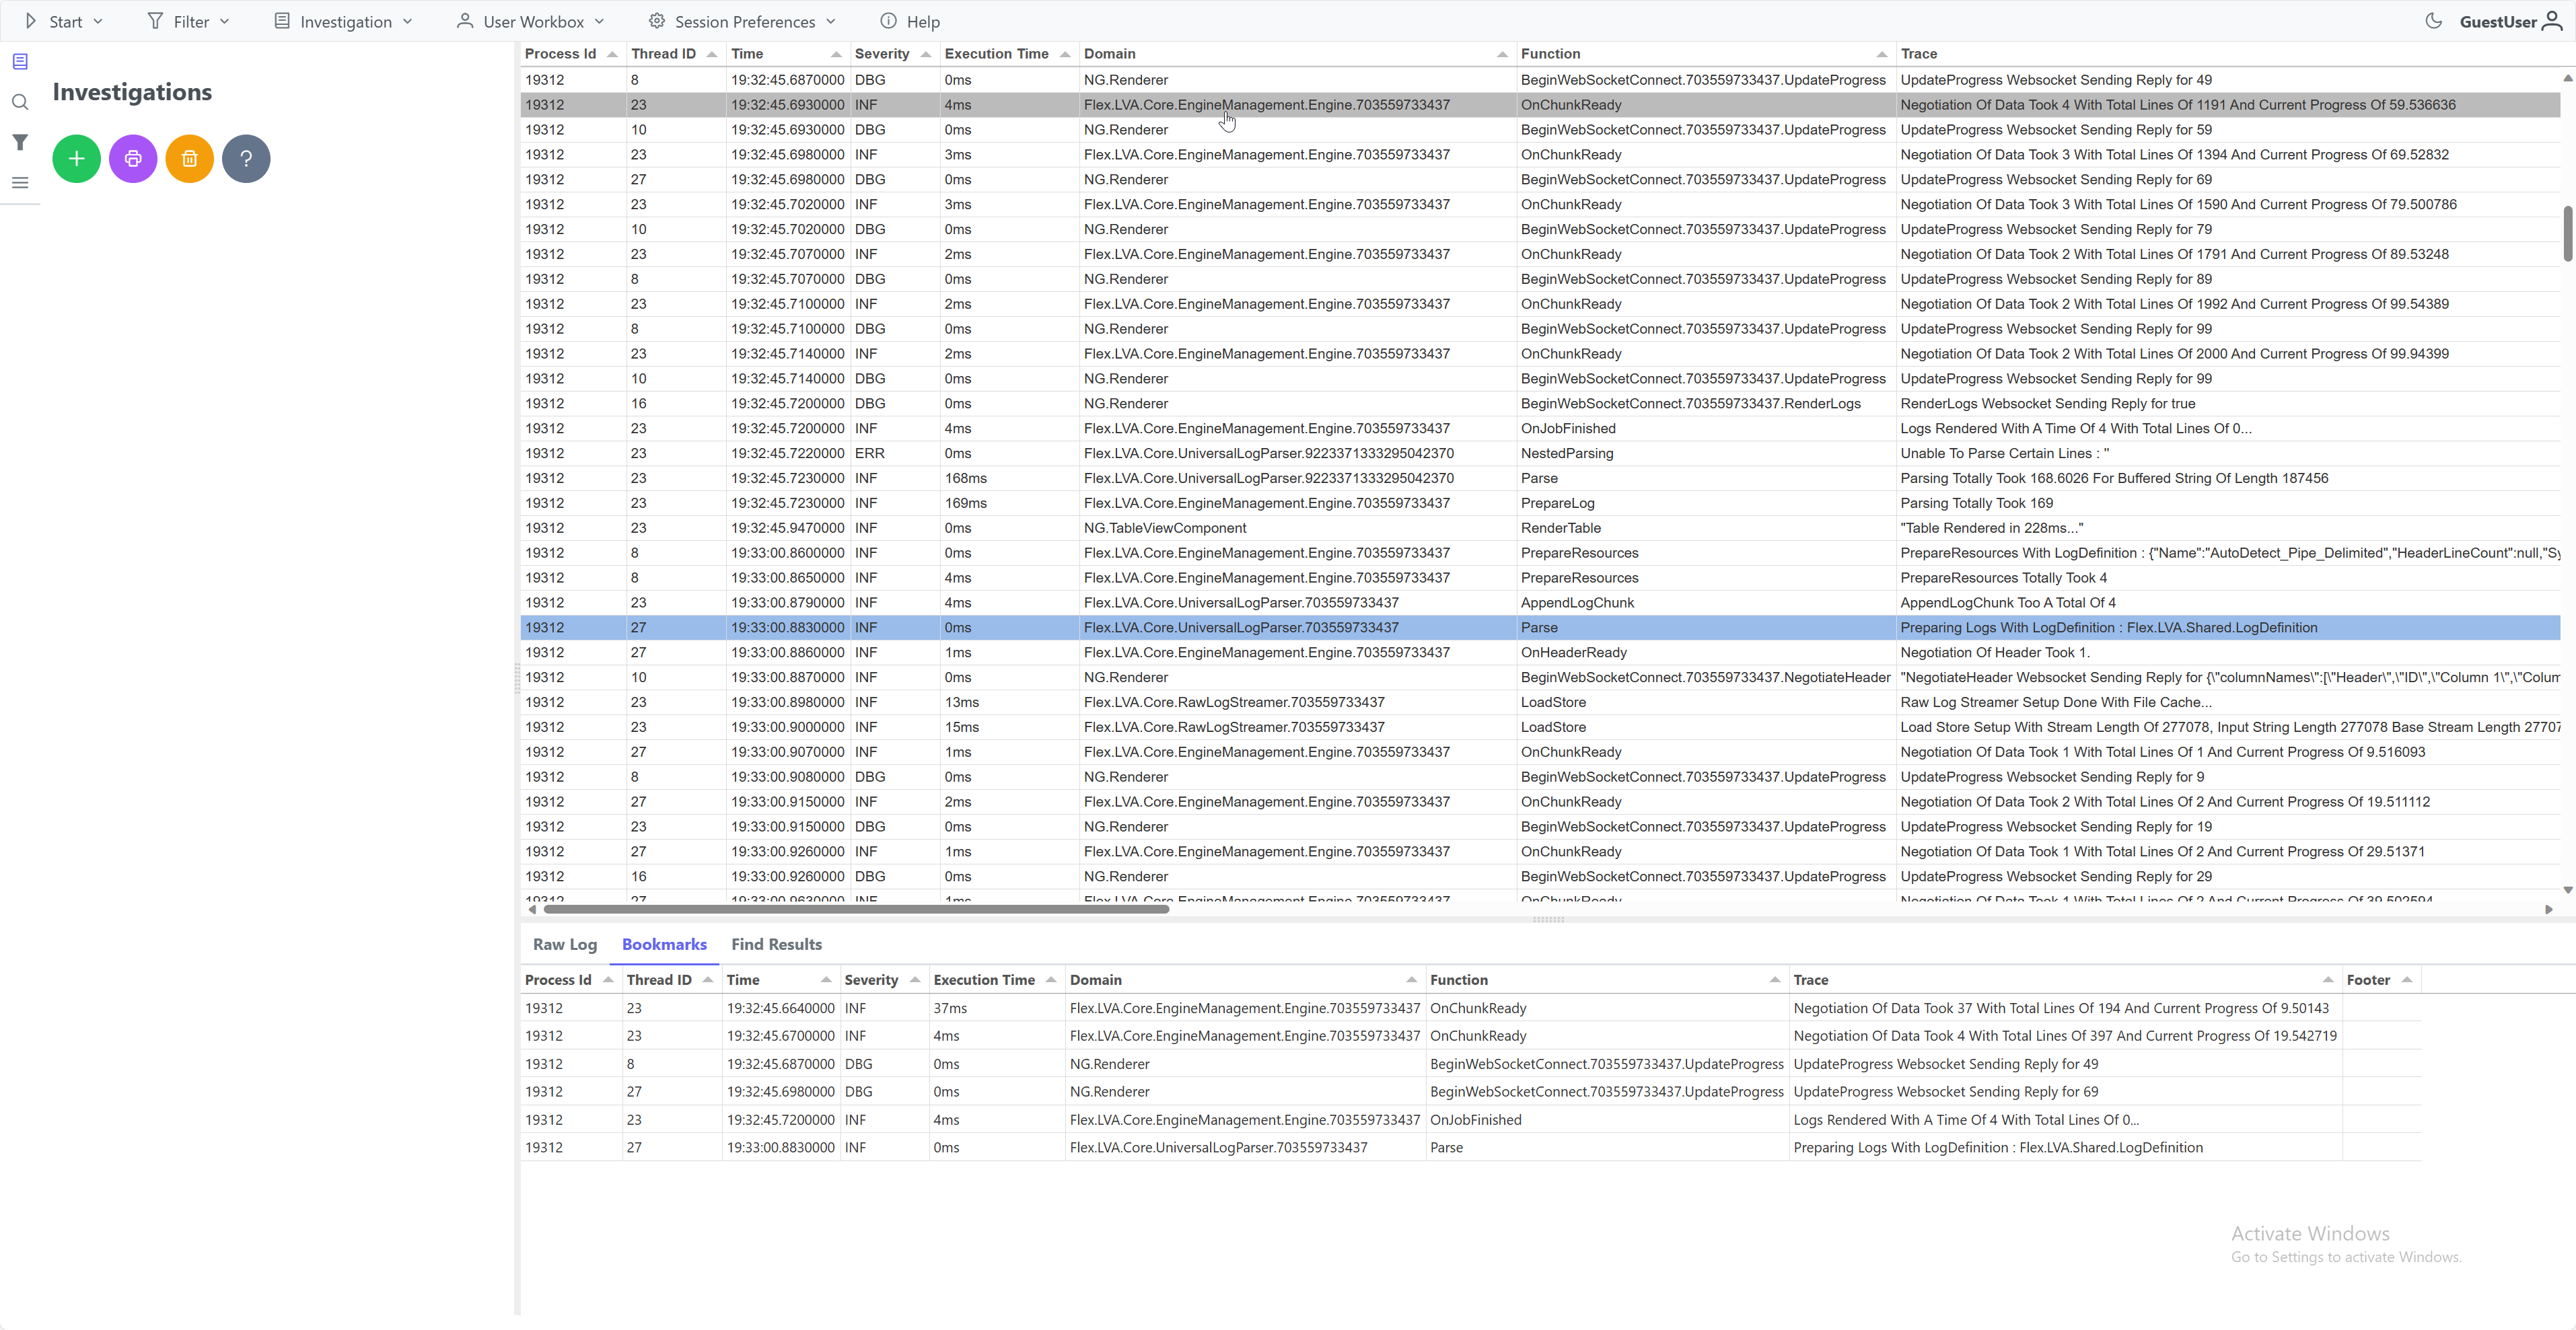 Start Filter Investigation User Workbox Session Preferences Help GuestUser
Investigations
Process Id Thread ID Time Severity Execution Time Domain Function Trace
19312 8 19:32:45.6870000 DBG 0ms NG.Renderer BeginWebSocketConnect.703559733437.UpdateProgress UpdateProgress Websocket Sending Reply for 49
19312 23 19:32:45.6930000 INF 4ms Flex.LVA.Core.EngineManagement.Engine.703559733437 OnChunkReady Negotiation Of Data Took 4 With Total Lines Of 1191 And Current Progress Of 59.536636
19312 10 19:32:45.6930000 DBG 0ms NG.Renderer BeginWebSocketConnect.703559733437.UpdateProgress UpdateProgress Websocket Sending Reply for 59
19312 23 19:32:45.6980000 INF 3ms Flex.LVA.Core.EngineManagement.Engine.703559733437 OnChunkReady Negotiation Of Data Took 3 With Total Lines Of 1394 And Current Progress Of 69.52832
19312 27 19:32:45.6980000 DBG 0ms NG.Renderer BeginWebSocketConnect.703559733437.UpdateProgress UpdateProgress Websocket Sending Reply for 69
19312 23 19:32:45.7020000 INF 3ms Flex.LVA.Core.EngineManagement.Engine.703559733437 OnChunkReady Negotiation Of Data Took 3 With Total Lines Of 1590 And Current Progress Of 79.500786
19312 10 19:32:45.7020000 DBG 0ms NG.Renderer BeginWebSocketConnect.703559733437.UpdateProgress UpdateProgress Websocket Sending Reply for 79
19312 23 19:32:45.7070000 INF 2ms Flex.LVA.Core.EngineManagement.Engine.703559733437 OnChunkReady Negotiation Of Data Took 2 With Total Lines Of 1791 And Current Progress Of 89.53248
19312 8 19:32:45.7070000 DBG 0ms NG.Renderer BeginWebSocketConnect.703559733437.UpdateProgress UpdateProgress Websocket Sending Reply for 89
19312 23 19:32:45.7100000 INF 2ms Flex.LVA.Core.EngineManagement.Engine.703559733437 OnChunkReady Negotiation Of Data Took 2 With Total Lines Of 1992 And Current Progress Of 99.54389
19312 8 19:32:45.7100000 DBG 0ms NG.Renderer BeginWebSocketConnect.703559733437.UpdateProgress UpdateProgress Websocket Sending Reply for 99
19312 23 19:32:45.7140000 INF 2ms Flex.LVA.Core.EngineManagement.Engine.703559733437 OnChunkReady Negotiation Of Data Took 2 With Total Lines Of 2000 And Current Progress Of 99.94399
19312 10 19:32:45.7140000 DBG 0ms NG.Renderer BeginWebSocketConnect.703559733437.UpdateProgress UpdateProgress Websocket Sending Reply for 99
19312 16 19:32:45.7200000 DBG 0ms NG.Renderer BeginWebSocketConnect.703559733437.RenderLogs RenderLogs Websocket Sending Reply for true
19312 23 19:32:45.7200000 INF 4ms Flex.LVA.Core.EngineManagement.Engine.703559733437 OnJobFinished Logs Rendered With A Time Of 4 With Total Lines Of 0...
19312 23 19:32:45.7220000 ERR 0ms Flex.LVA.Core.UniversalLogParser.9223371333295042370 NestedParsing Unable To Parse Certain Lines : ''
19312 23 19:32:45.7230000 INF 168ms Flex.LVA.Core.UniversalLogParser.9223371333295042370 Parse Parsing Totally Took 168.6026 For Buffered String Of Length 187456
19312 23 19:32:45.7230000 INF 169ms Flex.LVA.Core.EngineManagement.Engine.703559733437 PrepareLog Parsing Totally Took 169
19312 23 19:32:45.9470000 INF 0ms NG.TableViewComponent RenderTable "Table Rendered in 228ms..."
19312 8 19:33:00.8600000 INF 0ms Flex.LVA.Core.EngineManagement.Engine.703559733437 PrepareResources PrepareResources With LogDefinition : {"Name":"AutoDetect_Pipe_Delimited","HeaderLineCount":null,"Sy
19312 8 19:33:00.8650000 INF 4ms Flex.LVA.Core.EngineManagement.Engine.703559733437 PrepareResources PrepareResources Totally Took 4
19312 23 19:33:00.8790000 INF 4ms Flex.LVA.Core.UniversalLogParser.703559733437 AppendLogChunk AppendLogChunk Too A Total Of 4
19312 27 19:33:00.8830000 INF 0ms Flex.LVA.Core.UniversalLogParser.703559733437 Parse Preparing Logs With LogDefinition : Flex.LVA.Shared.LogDefinition
19312 27 19:33:00.8860000 INF 1ms Flex.LVA.Core.EngineManagement.Engine.703559733437 OnHeaderReady Negotiation Of Header Took 1.
19312 10 19:33:00.8870000 INF 0ms NG.Renderer BeginWebSocketConnect.703559733437.NegotiateHeader "NegotiateHeader Websocket Sending Reply for {\"columnNames\":[\"Header\",\"ID\",\"Column 1\",\"Colum
19312 23 19:33:00.8980000 INF 13ms Flex.LVA.Core.RawLogStreamer.703559733437 LoadStore Raw Log Streamer Setup Done With File Cache...
19312 23 19:33:00.9000000 INF 15ms Flex.LVA.Core.RawLogStreamer.703559733437 LoadStore Load Store Setup With Stream Length Of 277078, Input String Length 277078 Base Stream Length 27707
19312 27 19:33:00.9070000 INF 1ms Flex.LVA.Core.EngineManagement.Engine.703559733437 OnChunkReady Negotiation Of Data Took 1 With Total Lines Of 1 And Current Progress Of 9.516093
19312 8 19:33:00.9080000 DBG 0ms NG.Renderer BeginWebSocketConnect.703559733437.UpdateProgress UpdateProgress Websocket Sending Reply for 9
19312 27 19:33:00.9150000 INF 2ms Flex.LVA.Core.EngineManagement.Engine.703559733437 OnChunkReady Negotiation Of Data Took 2 With Total Lines Of 2 And Current Progress Of 19.511112
19312 23 19:33:00.9150000 DBG 0ms NG.Renderer BeginWebSocketConnect.703559733437.UpdateProgress UpdateProgress Websocket Sending Reply for 19
19312 27 19:33:00.9260000 INF 1ms Flex.LVA.Core.EngineManagement.Engine.703559733437 OnChunkReady Negotiation Of Data Took 1 With Total Lines Of 2 And Current Progress Of 29.51371
19312 16 19:33:00.9260000 DBG 0ms NG.Renderer BeginWebSocketConnect.703559733437.UpdateProgress UpdateProgress Websocket Sending Reply for 29
19312 27 19:33:00.9630000 INF 1ms Flex.LVA.Core.EngineManagement.Engine.703559733437 OnChunkReady Negotiation Of Data Took 1 With Total Lines Of 2 And Current Progress Of 39.502594
Raw Log Bookmarks Find Results
Process Id Thread ID Time Severity Execution Time Domain Function Trace Footer
19312 23 19:32:45.6640000 INF 37ms Flex.LVA.Core.EngineManagement.Engine.703559733437 OnChunkReady Negotiation Of Data Took 37 With Total Lines Of 194 And Current Progress Of 9.50143
19312 23 19:32:45.6700000 INF 4ms Flex.LVA.Core.EngineManagement.Engine.703559733437 OnChunkReady Negotiation Of Data Took 4 With Total Lines Of 397 And Current Progress Of 19.542719
19312 8 19:32:45.6870000 DBG 0ms NG.Renderer BeginWebSocketConnect.703559733437.UpdateProgress UpdateProgress Websocket Sending Reply for 49
19312 27 19:32:45.6980000 DBG 0ms NG.Renderer BeginWebSocketConnect.703559733437.UpdateProgress UpdateProgress Websocket Sending Reply for 69
19312 23 19:32:45.7200000 INF 4ms Flex.LVA.Core.EngineManagement.Engine.703559733437 OnJobFinished Logs Rendered With A Time Of 4 With Total Lines Of 0...
19312 27 19:33:00.8830000 INF 0ms Flex.LVA.Core.UniversalLogParser.703559733437 Parse Preparing Logs With LogDefinition : Flex.LVA.Shared.LogDefinition
Activate Windows
Go to Settings to activate Windows.